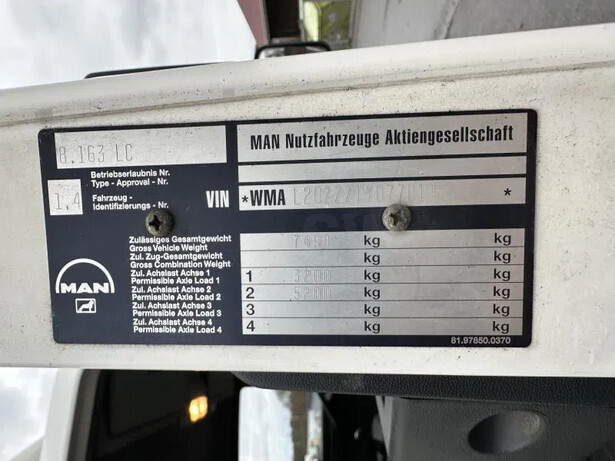 8.163 LC
MAN Nutzfahrzeuge Aktiengesellschaft
Betriebserlaubnis Nr.
Type - Approval - Nr.
1,4
Fahrzeug -
Identifizierungs - Nr.
VIN
*WMA
*
Zulässiges Gesamtgewicht
Gross Vehicle Weight
kg kg
Zul. Zug-Gesamtgewicht
Gross Combination Weight
kg kg
Zul. Achslast Achse 1
Permissible Axle Load 1
1 3200 kg kg
Zul. Achslast Achse 2
Permissible Axle Load 2
2 5200 kg kg
Zul. Achslast Achse 3
Permissible Axle Load 3
3 kg kg
Zul. Achslast Achse 4
Permissible Axle Load 4
4 kg kg
MAN
81.97850.0370